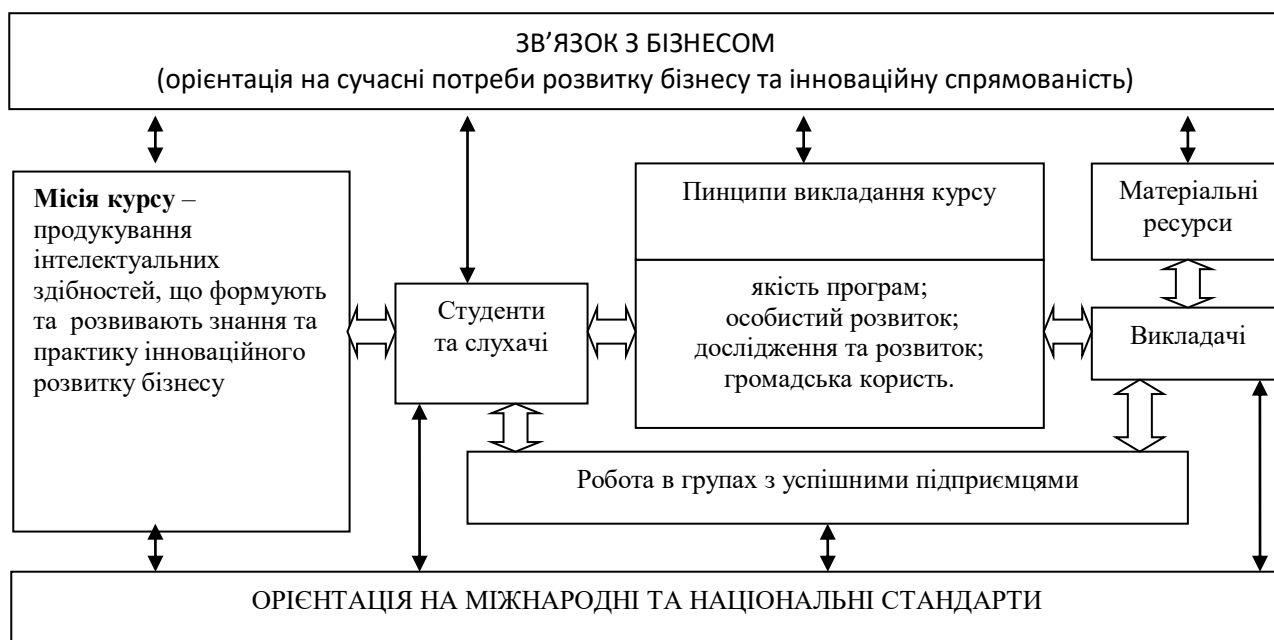 ЗВ’ЯЗОК З БІЗНЕСОМ
(орієнтація на сучасні потреби розвитку бізнесу та інноваційну спрямованість)
Місія курсу –
продукування
інтелектуальних
здібностей, що формують
та розвивають знання та
практику інноваційного
розвитку бізнесу
Студенти
та слухачі
Пинципи викладання курсу
якість програм;
особистий розвиток;
дослідження та розвиток;
громадська користь.
Матеріальні
ресурси
Викладачі
Робота в групах з успішними підприємцями
ОРІЄНТАЦІЯ НА МІЖНАРОДНІ ТА НАЦІОНАЛЬНІ СТАНДАРТИ